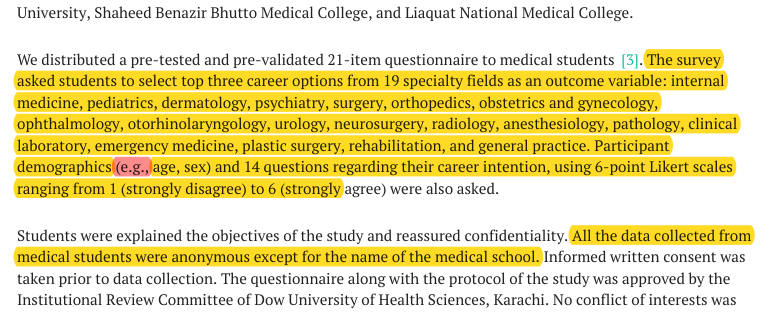 University, Shaheed Benazir Bhutto Medical College, and Liaquat National Medical College.
We distributed a pre-tested and pre-validated 21-item questionnaire to medical students [3]. The survey
asked students to select top three career options from 19 specialty fields as an outcome variable: internal
medicine, pediatrics, dermatology, psychiatry, surgery, orthopedics, obstetrics and gynecology,
ophthalmology, otorhinolaryngology, urology, neurosurgery, radiology, anesthesiology, pathology, clinical
laboratory, emergency medicine, plastic surgery, rehabilitation, and general practice. Participant
demographics (e.g., age, sex) and 14 questions regarding their career intention, using 6-point Likert scales
ranging from 1 (strongly disagree) to 6 (strongly agree) were also asked.
Students were explained the objectives of the study and reassured confidentiality. All the data collected from
medical students were anonymous except for the name of the medical school. Informed written consent was
taken prior to data collection. The questionnaire along with the protocol of the study was approved by the
Institutional Review Committee of Dow University of Health Sciences, Karachi. No conflict of interests was